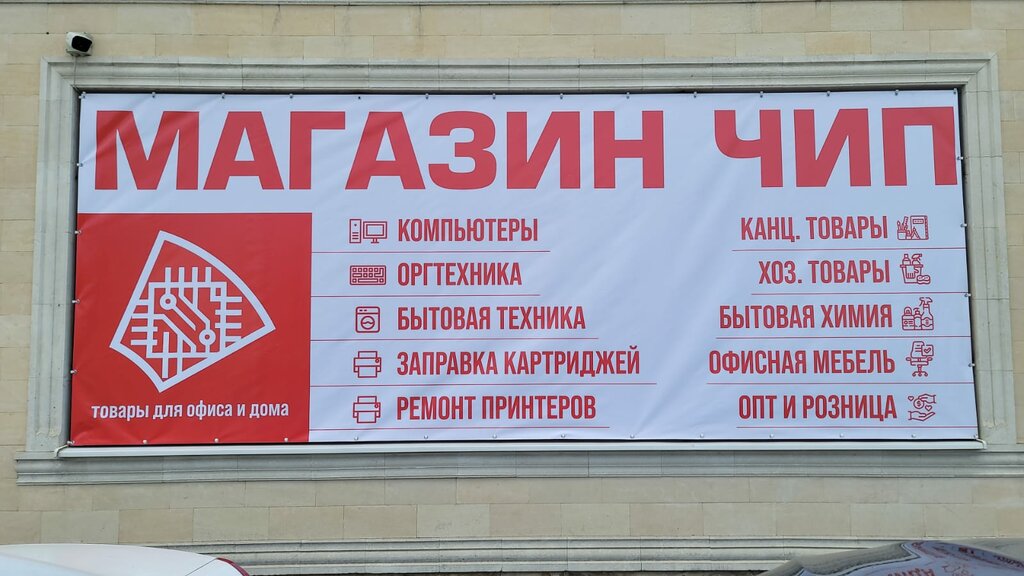 МАГАЗИН ЧИП
КОМПЬЮТЕРЫ
ОРГТЕХНИКА
БЫТОВАЯ ТЕХНИКА
ЗАПРАВКА КАРТРИДЖЕЙ
РЕМОНТ ПРИНТЕРОВ
КАНЦ. ТОВАРЫ
ХОЗ. ТОВАРЫ
БЫТОВАЯ ХИМИЯ
ОФИСНАЯ МЕБЕЛЬ
ОПТ И РОЗНИЦА
товары для офиса и дома